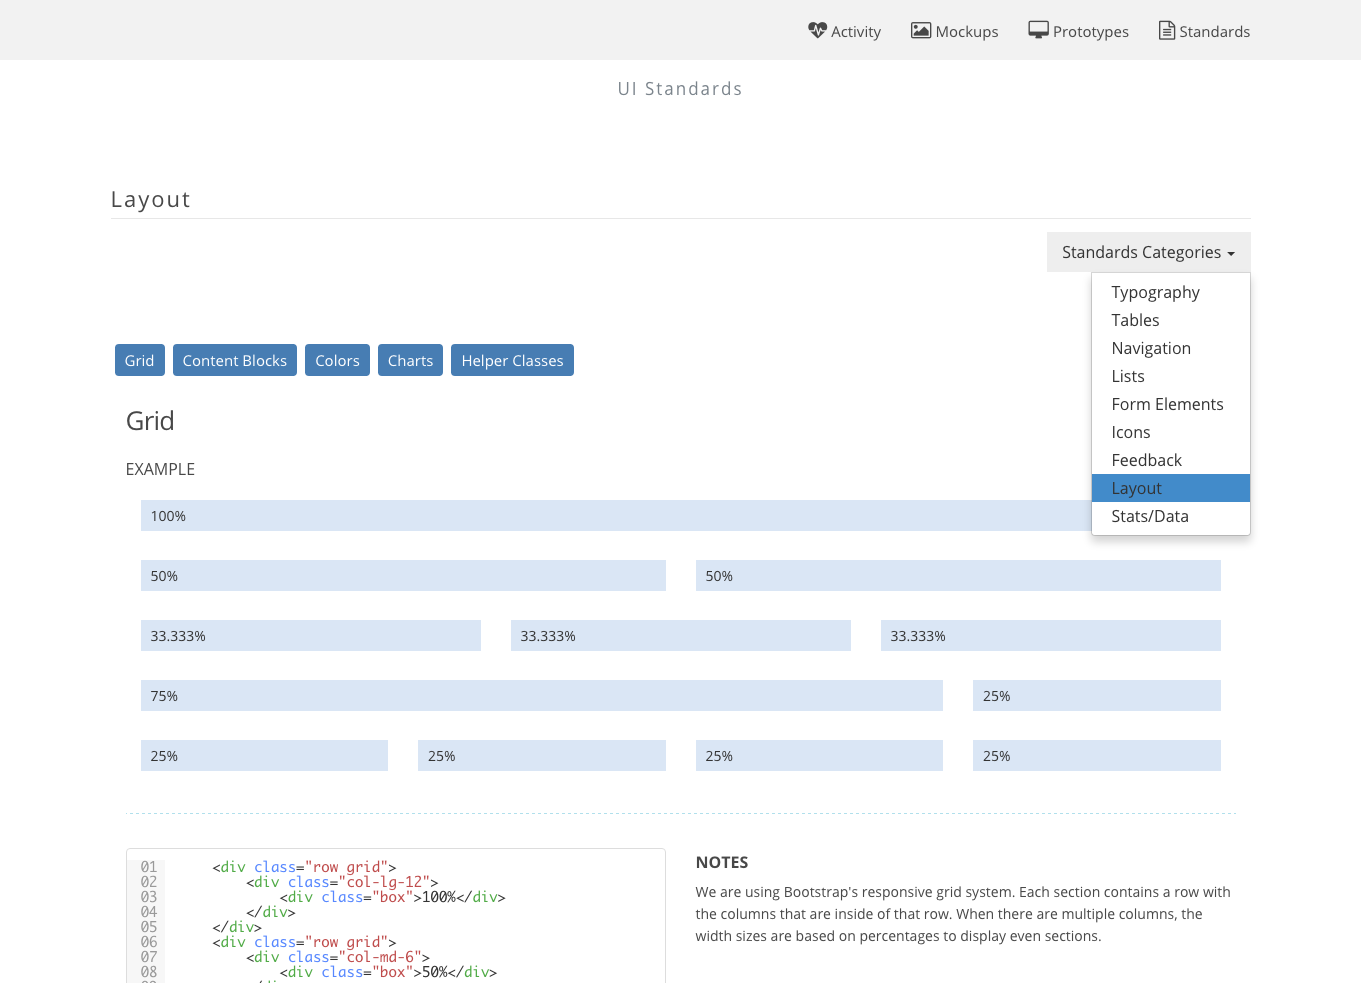 Activity Mockups Prototypes Standards
UI Standards
Layout
Standards Categories
Typography
Tables
Navigation
Lists
Form Elements
Icons
Feedback
Layout
Stats/Data
Grid Content Blocks Colors Charts Helper Classes
Grid
EXAMPLE
100%
50% 50%
33.333% 33.333% 33.333%
75% 25%
25% 25% 25% 25%
01 <div class="row grid">
02 <div class="col-lg-12">
03 <div class="box">100%</div>
04 </div>
05 </div>
06 <div class="row grid">
07 <div class="col-md-6">
08 <div class="box">50%</div>
NOTES
We are using Bootstrap's responsive grid system. Each section contains a row with
the columns that are inside of that row. When there are multiple columns, the
width sizes are based on percentages to display even sections.